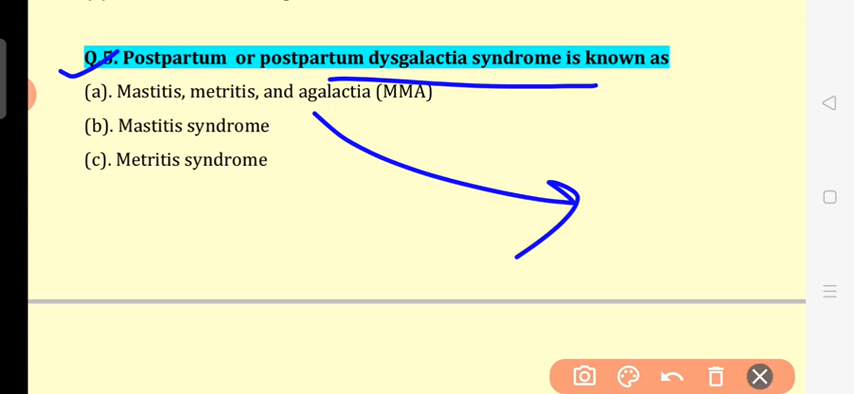 Q.5. Postpartum or postpartum dysgalactia syndrome is known as
(a). Mastitis, metritis, and agalactia (MMA)
(b). Mastitis syndrome
(c). Metritis syndrome